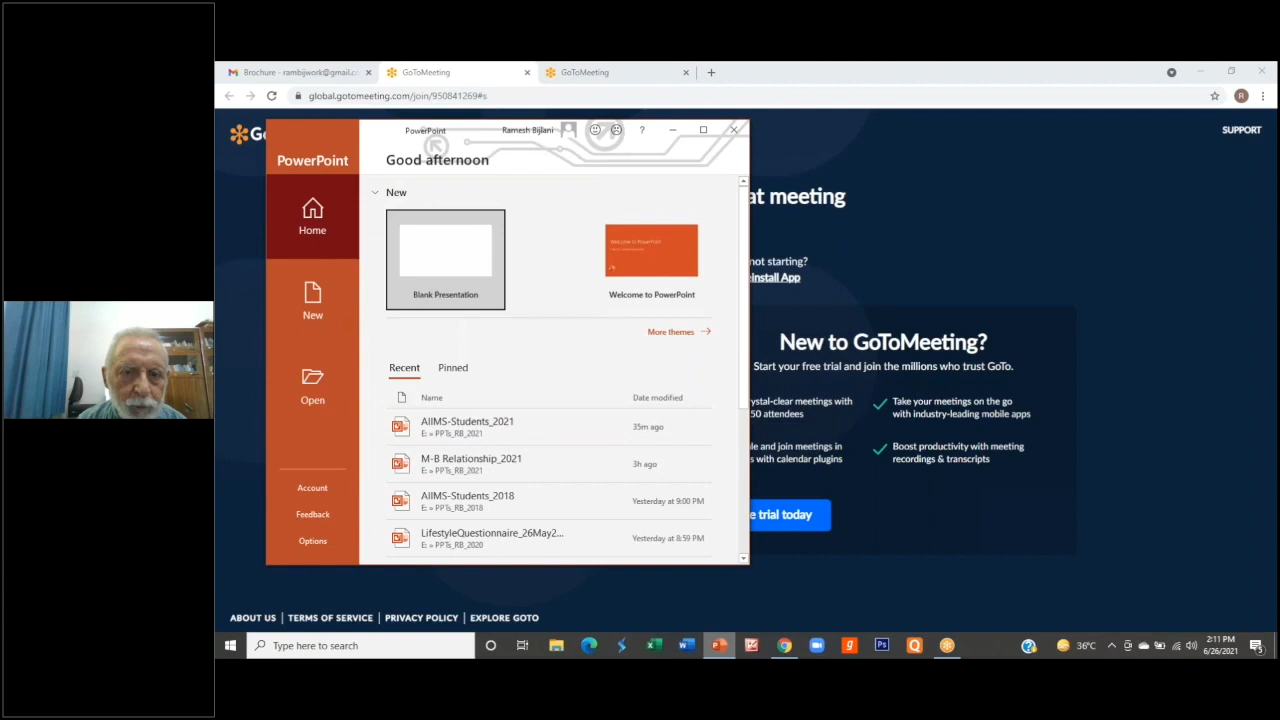 Brochure - rambijwork@gmail.cc
GoToMeeting
GoToMeeting
global.gotomeeting.com/join/950841269#s
R
SUPPORT
PowerPoint
Ramesh Bijlani
?
PowerPoint
Good afternoon
Home
New
Open
Account
Feedback
Options
New
Blank Presentation
Welcome to PowerPoint
Welcome to PowerPoint
More themes
Recent
Pinned
Name
Date modified
AIIMS-Students_2021
E: » PPTs_RB_2021
35m ago
M-B Relationship_2021
E: » PPTs_RB_2021
3h ago
AIIMS-Students_2018
E: » PPTs_RB_2018
Yesterday at 9:00 PM
LifestyleQuestionnaire_26May2...
E: » PPTs_RB_2020
Yesterday at 8:59 PM
at meeting
not starting?
install App
New to GoToMeeting?
Start your free trial and join the millions who trust GoTo.
ystal-clear meetings with
50 attendees
Take your meetings on the go
with industry-leading mobile apps
le and join meetings in
s with calendar plugins
Boost productivity with meeting
recordings & transcripts
e trial today
ABOUT US | TERMS OF SERVICE | PRIVACY POLICY | EXPLORE GOTO
Type here to search
36°C
2:11 PM
6/26/2021